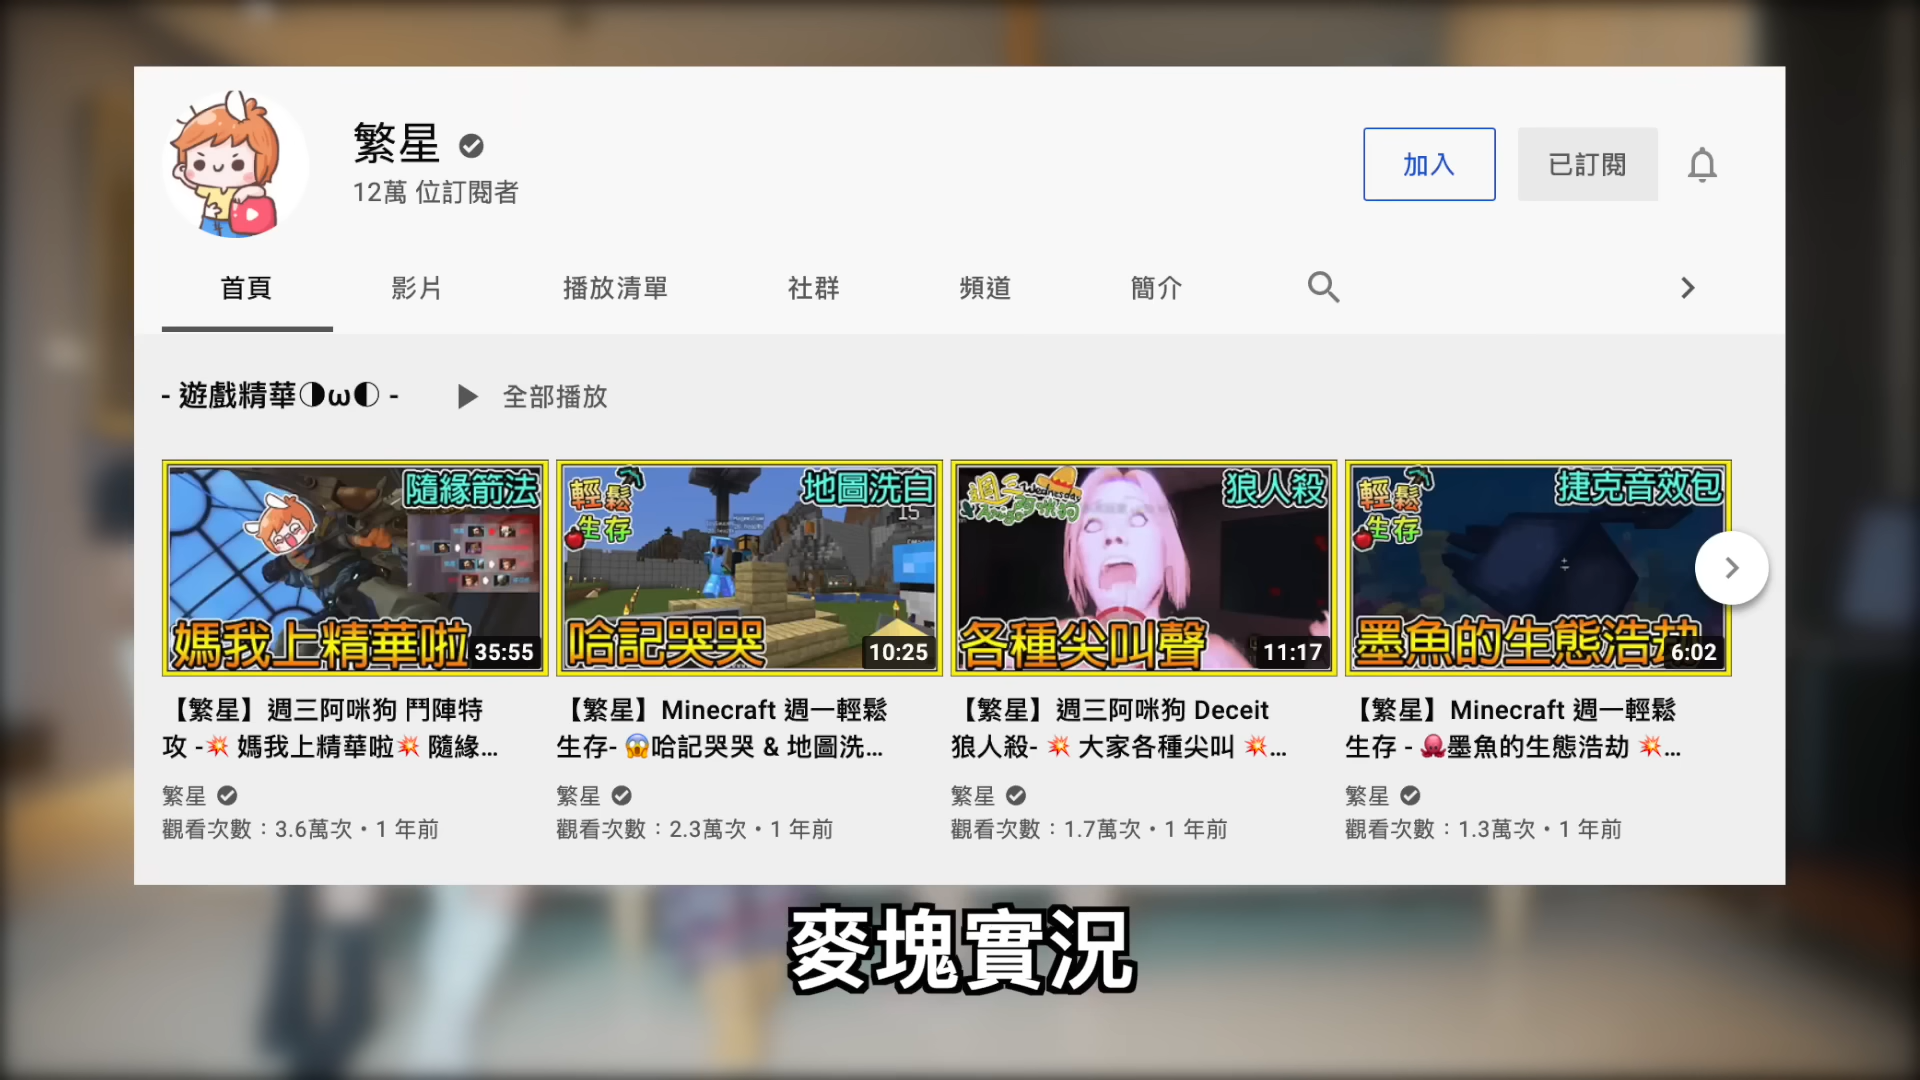 繁星
12萬 位訂閱者
加入
已訂閱
首頁
影片
播放清單
社群
頻道
簡介
- 遊戲精華◑ω◐ -
全部播放
隨緣箭法
媽我上精華啦
35:55
輕鬆
生存
地圖洗白
15
哈記哭哭
10:25
週三
Wednesday
阿咪狗
狼人殺
各種尖叫聲
11:17
輕鬆
生存
捷克音效包
墨魚的生態浩劫
6:02
【繁星】週三阿咪狗 鬥陣特
攻 -💥 媽我上精華啦💥 隨緣...
繁星
觀看次數：3.6萬次・1 年前
【繁星】Minecraft 週一輕鬆
生存- 😱哈記哭哭 & 地圖洗...
繁星
觀看次數：2.3萬次・1 年前
【繁星】週三阿咪狗 Deceit
狼人殺- 💥 大家各種尖叫 💥...
繁星
觀看次數：1.7萬次・1 年前
【繁星】Minecraft 週一輕鬆
生存 - 🐙墨魚的生態浩劫 💥...
繁星
觀看次數：1.3萬次・1 年前
麥塊實況